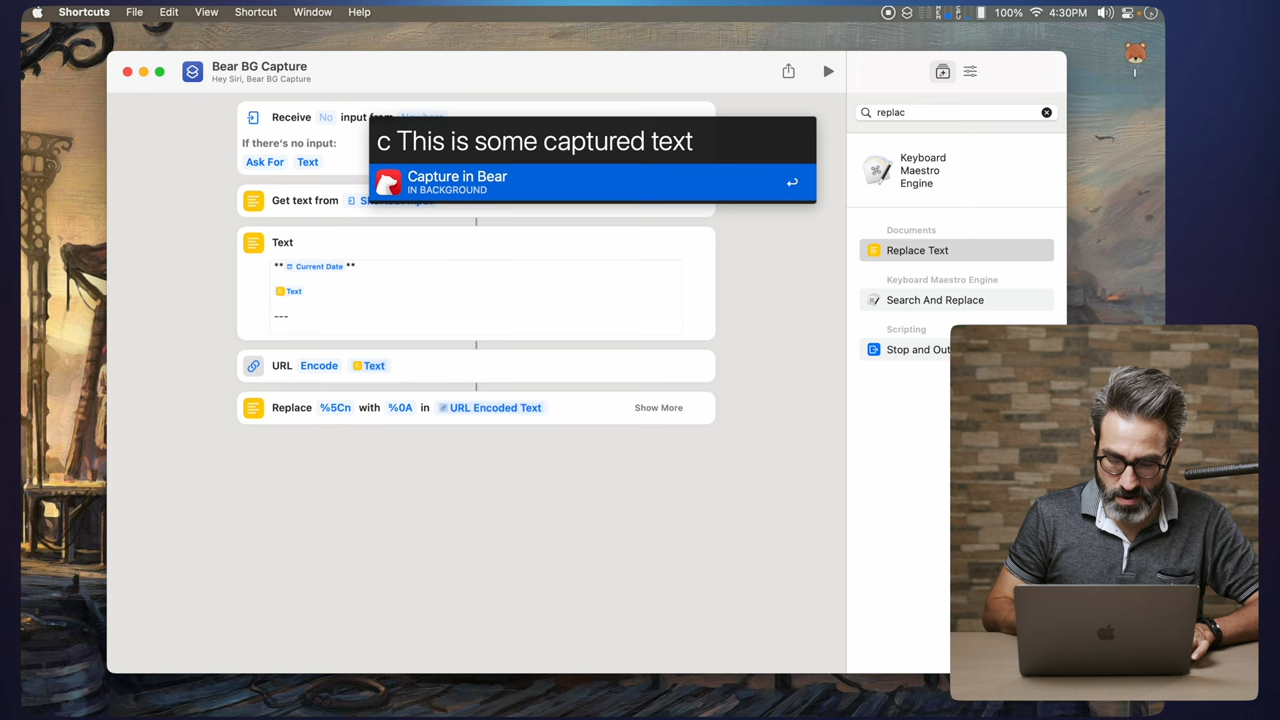 Shortcuts File Edit View Shortcut Window Help
100% 4:30PM
Bear BG Capture
Hey Siri, Bear BG Capture
replac
Receive No input from Nowhere
c This is some captured text
If there's no input:
Capture in Bear
IN BACKGROUND
Ask For Text
Keyboard
Maestro
Engine
Get text from Shortcut Input
Documents
Text
Replace Text
** Current Date **
Keyboard Maestro Engine
Text
Search And Replace
---
Scripting
Stop and Out
URL Encode Text
Replace %5Cn with %0A in URL Encoded Text Show More